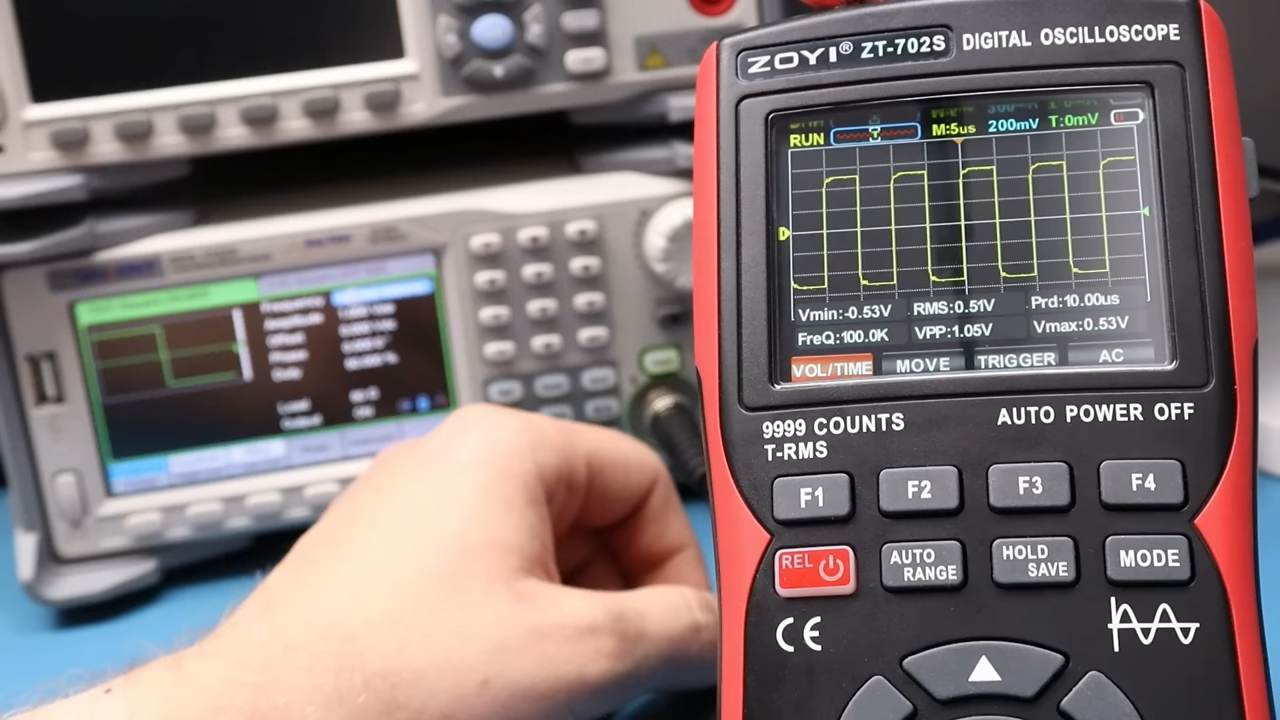 ZOYI® ZT-702S DIGITAL OSCILLOSCOPE
RUN T M:5us 200mV T:0mV
D
Vmin:-0.53V RMS:0.51V Prd:10.00us
FreQ:100.0K VPP:1.05V Vmax:0.53V
VOL/TIME MOVE TRIGGER AC
9999 COUNTS AUTO POWER OFF
T-RMS
F1 F2 F3 F4
REL AUTO RANGE HOLD SAVE MODE
CE